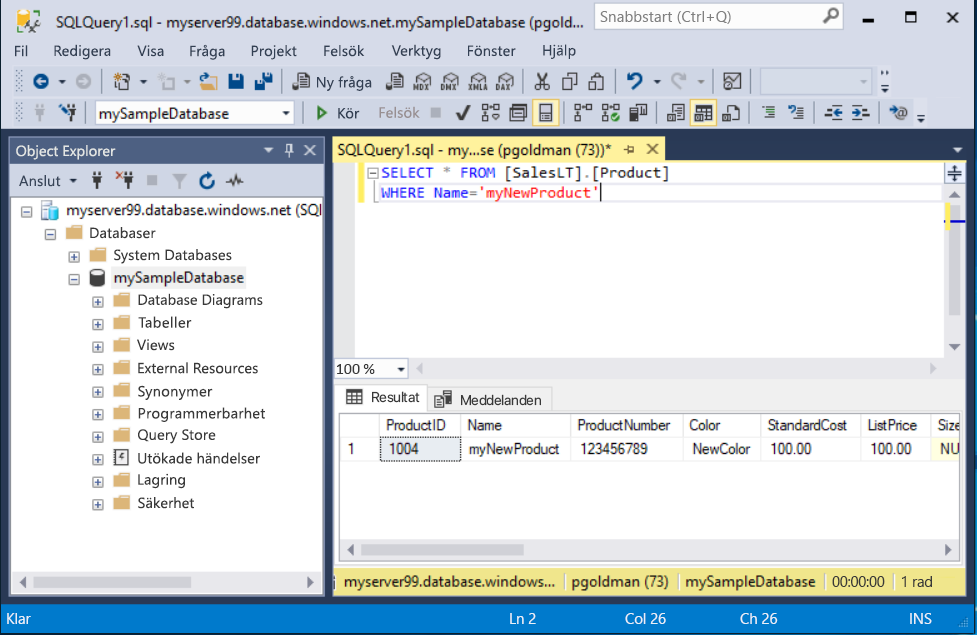 SQLQuery1.sql - myserver99.database.windows.net.mySampleDatabase (pgold...
Snabbstart (Ctrl+Q)
Fil Redigera Visa Fråga Projekt Felsök Verktyg Fönster Hjälp
Ny fråga MDX DMX XMLA DAX
mySampleDatabase Kör Felsök
Object Explorer
Anslut
myserver99.database.windows.net (SQl
Databaser
System Databases
mySampleDatabase
Database Diagrams
Tabeller
Views
External Resources
Synonymer
Programmerbarhet
Query Store
Utökade händelser
Lagring
Säkerhet
SQLQuery1.sql - my...se (pgoldman (73))*
SELECT * FROM [SalesLT].[Product]
WHERE Name='myNewProduct'
100 %
Resultat Meddelanden
ProductID Name ProductNumber Color StandardCost ListPrice Size
1 1004 myNewProduct 123456789 NewColor 100.00 100.00 NU
myserver99.database.windows... pgoldman (73) mySampleDatabase 00:00:00 1 rad
Klar Ln 2 Col 26 Ch 26 INS